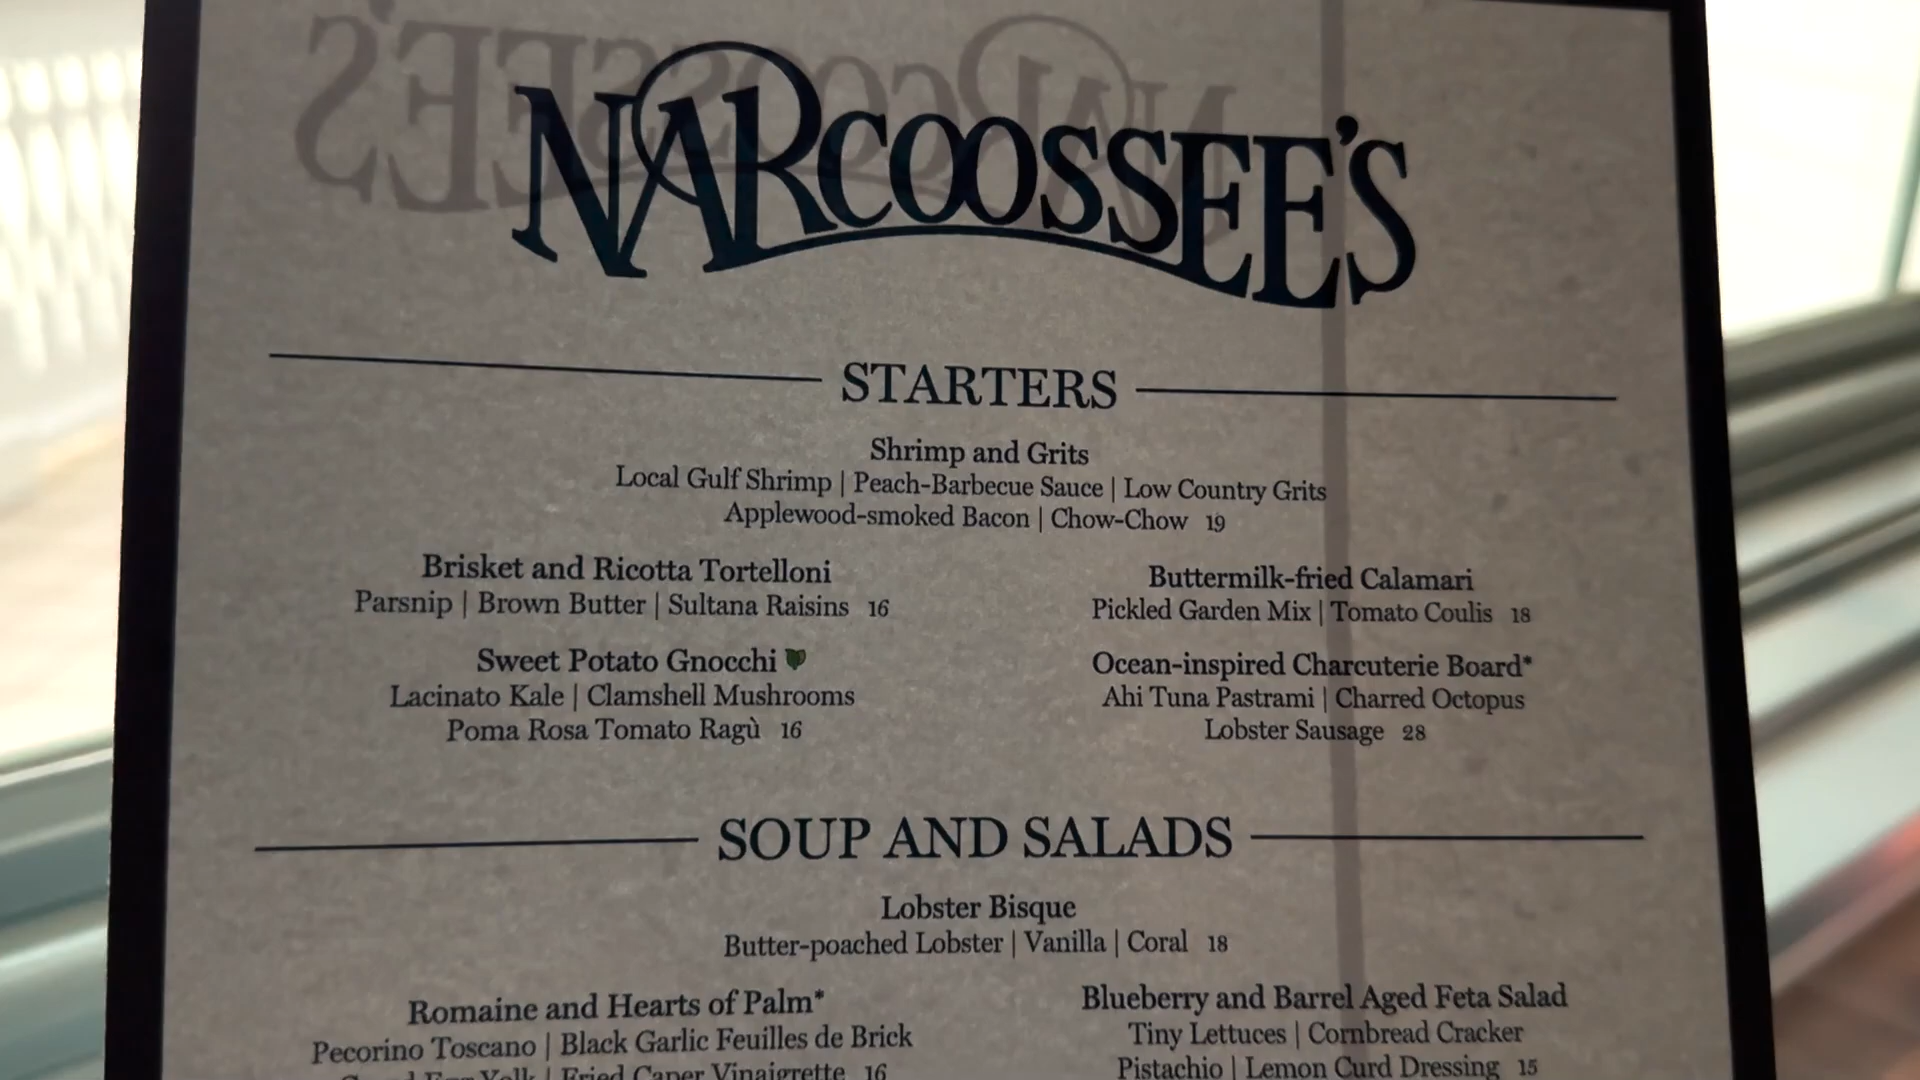 NARCOOSSEE'S
STARTERS
Shrimp and Grits
Local Gulf Shrimp | Peach-Barbecue Sauce | Low Country Grits
Applewood-smoked Bacon | Chow-Chow 19
Brisket and Ricotta Tortelloni
Parsnip | Brown Butter | Sultana Raisins 16
Sweet Potato Gnocchi
Lacinato Kale | Clamshell Mushrooms
Poma Rosa Tomato Ragù 16
Buttermilk-fried Calamari
Pickled Garden Mix | Tomato Coulis 18
Ocean-inspired Charcuterie Board*
Ahi Tuna Pastrami | Charred Octopus
Lobster Sausage 28
SOUP AND SALADS
Lobster Bisque
Butter-poached Lobster | Vanilla | Coral 18
Romaine and Hearts of Palm*
Pecorino Toscano | Black Garlic Feuilles de Brick
Egg Yolk | Fried Caper Vinaigrette 16
Blueberry and Barrel Aged Feta Salad
Tiny Lettuces | Cornbread Cracker
Pistachio | Lemon Curd Dressing 15